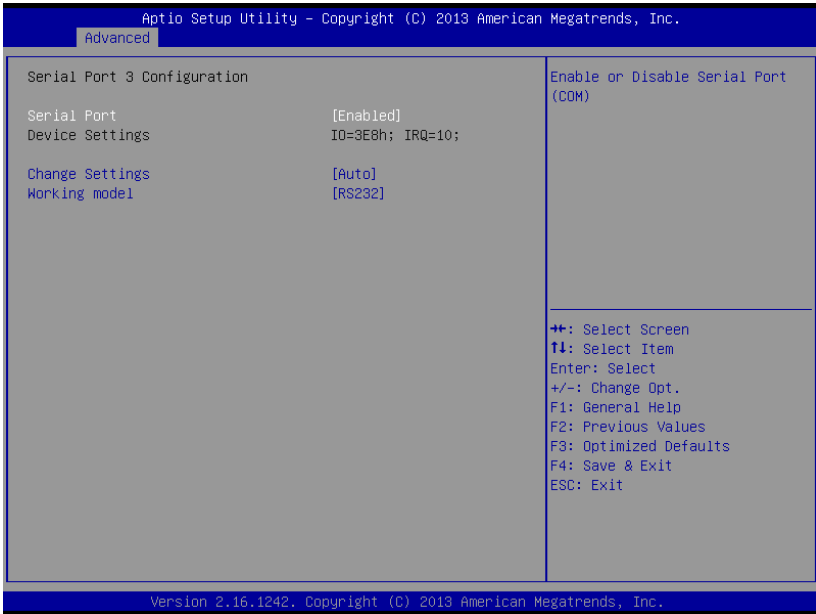 Aptio Setup Utility – Copyright (C) 2013 American Megatrends, Inc.
Advanced
Serial Port 3 Configuration
Serial Port [Enabled]
Device Settings IO=3E8h; IRQ=10;
Change Settings [Auto]
Working model [RS232]
Enable or Disable Serial Port
(COM)
→←: Select Screen
↑↓: Select Item
Enter: Select
+/-: Change Opt.
F1: General Help
F2: Previous Values
F3: Optimized Defaults
F4: Save & Exit
ESC: Exit
Version 2.16.1242. Copyright (C) 2013 American Megatrends, Inc.